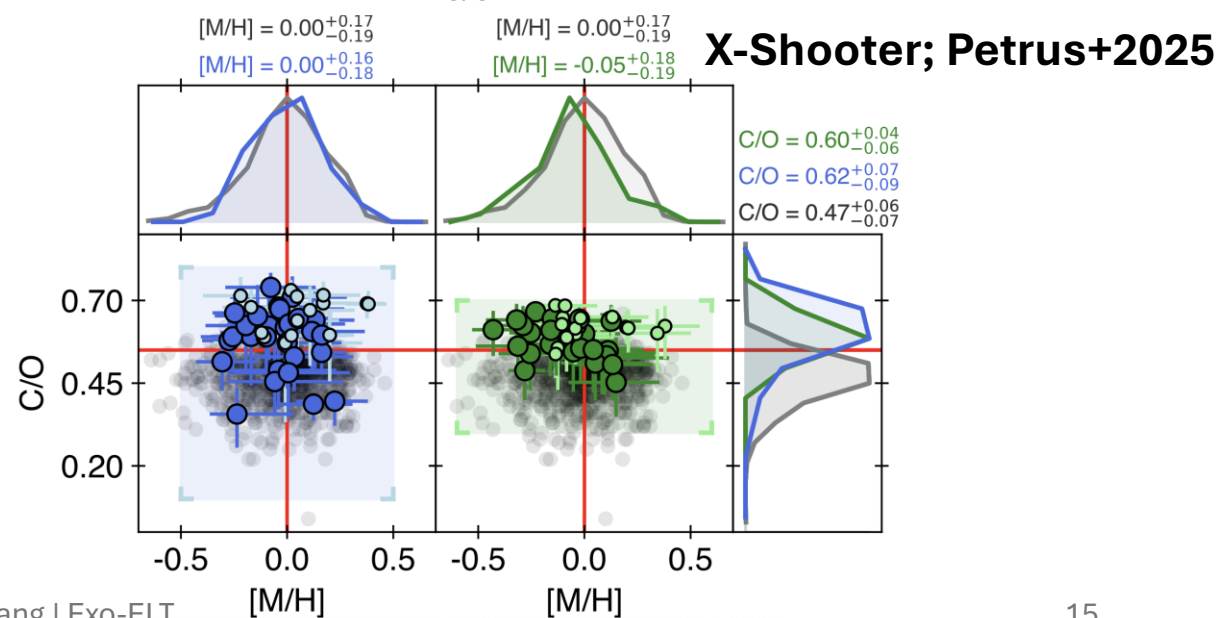 [M/H] = 0.00+0.17 −0.19
[M/H] = 0.00+0.17 −0.19
X-Shooter; Petrus+2025
[M/H] = 0.00+0.16 −0.18
[M/H] = -0.05+0.18 −0.19
C/O = 0.60+0.04 −0.06
C/O = 0.62+0.07 −0.09
C/O = 0.47+0.06 −0.07
C/O
0.70
0.45
0.20
-0.5 0.0 0.5
-0.5 0.0 0.5
[M/H]
[M/H]
ang | Exo-ELT
15